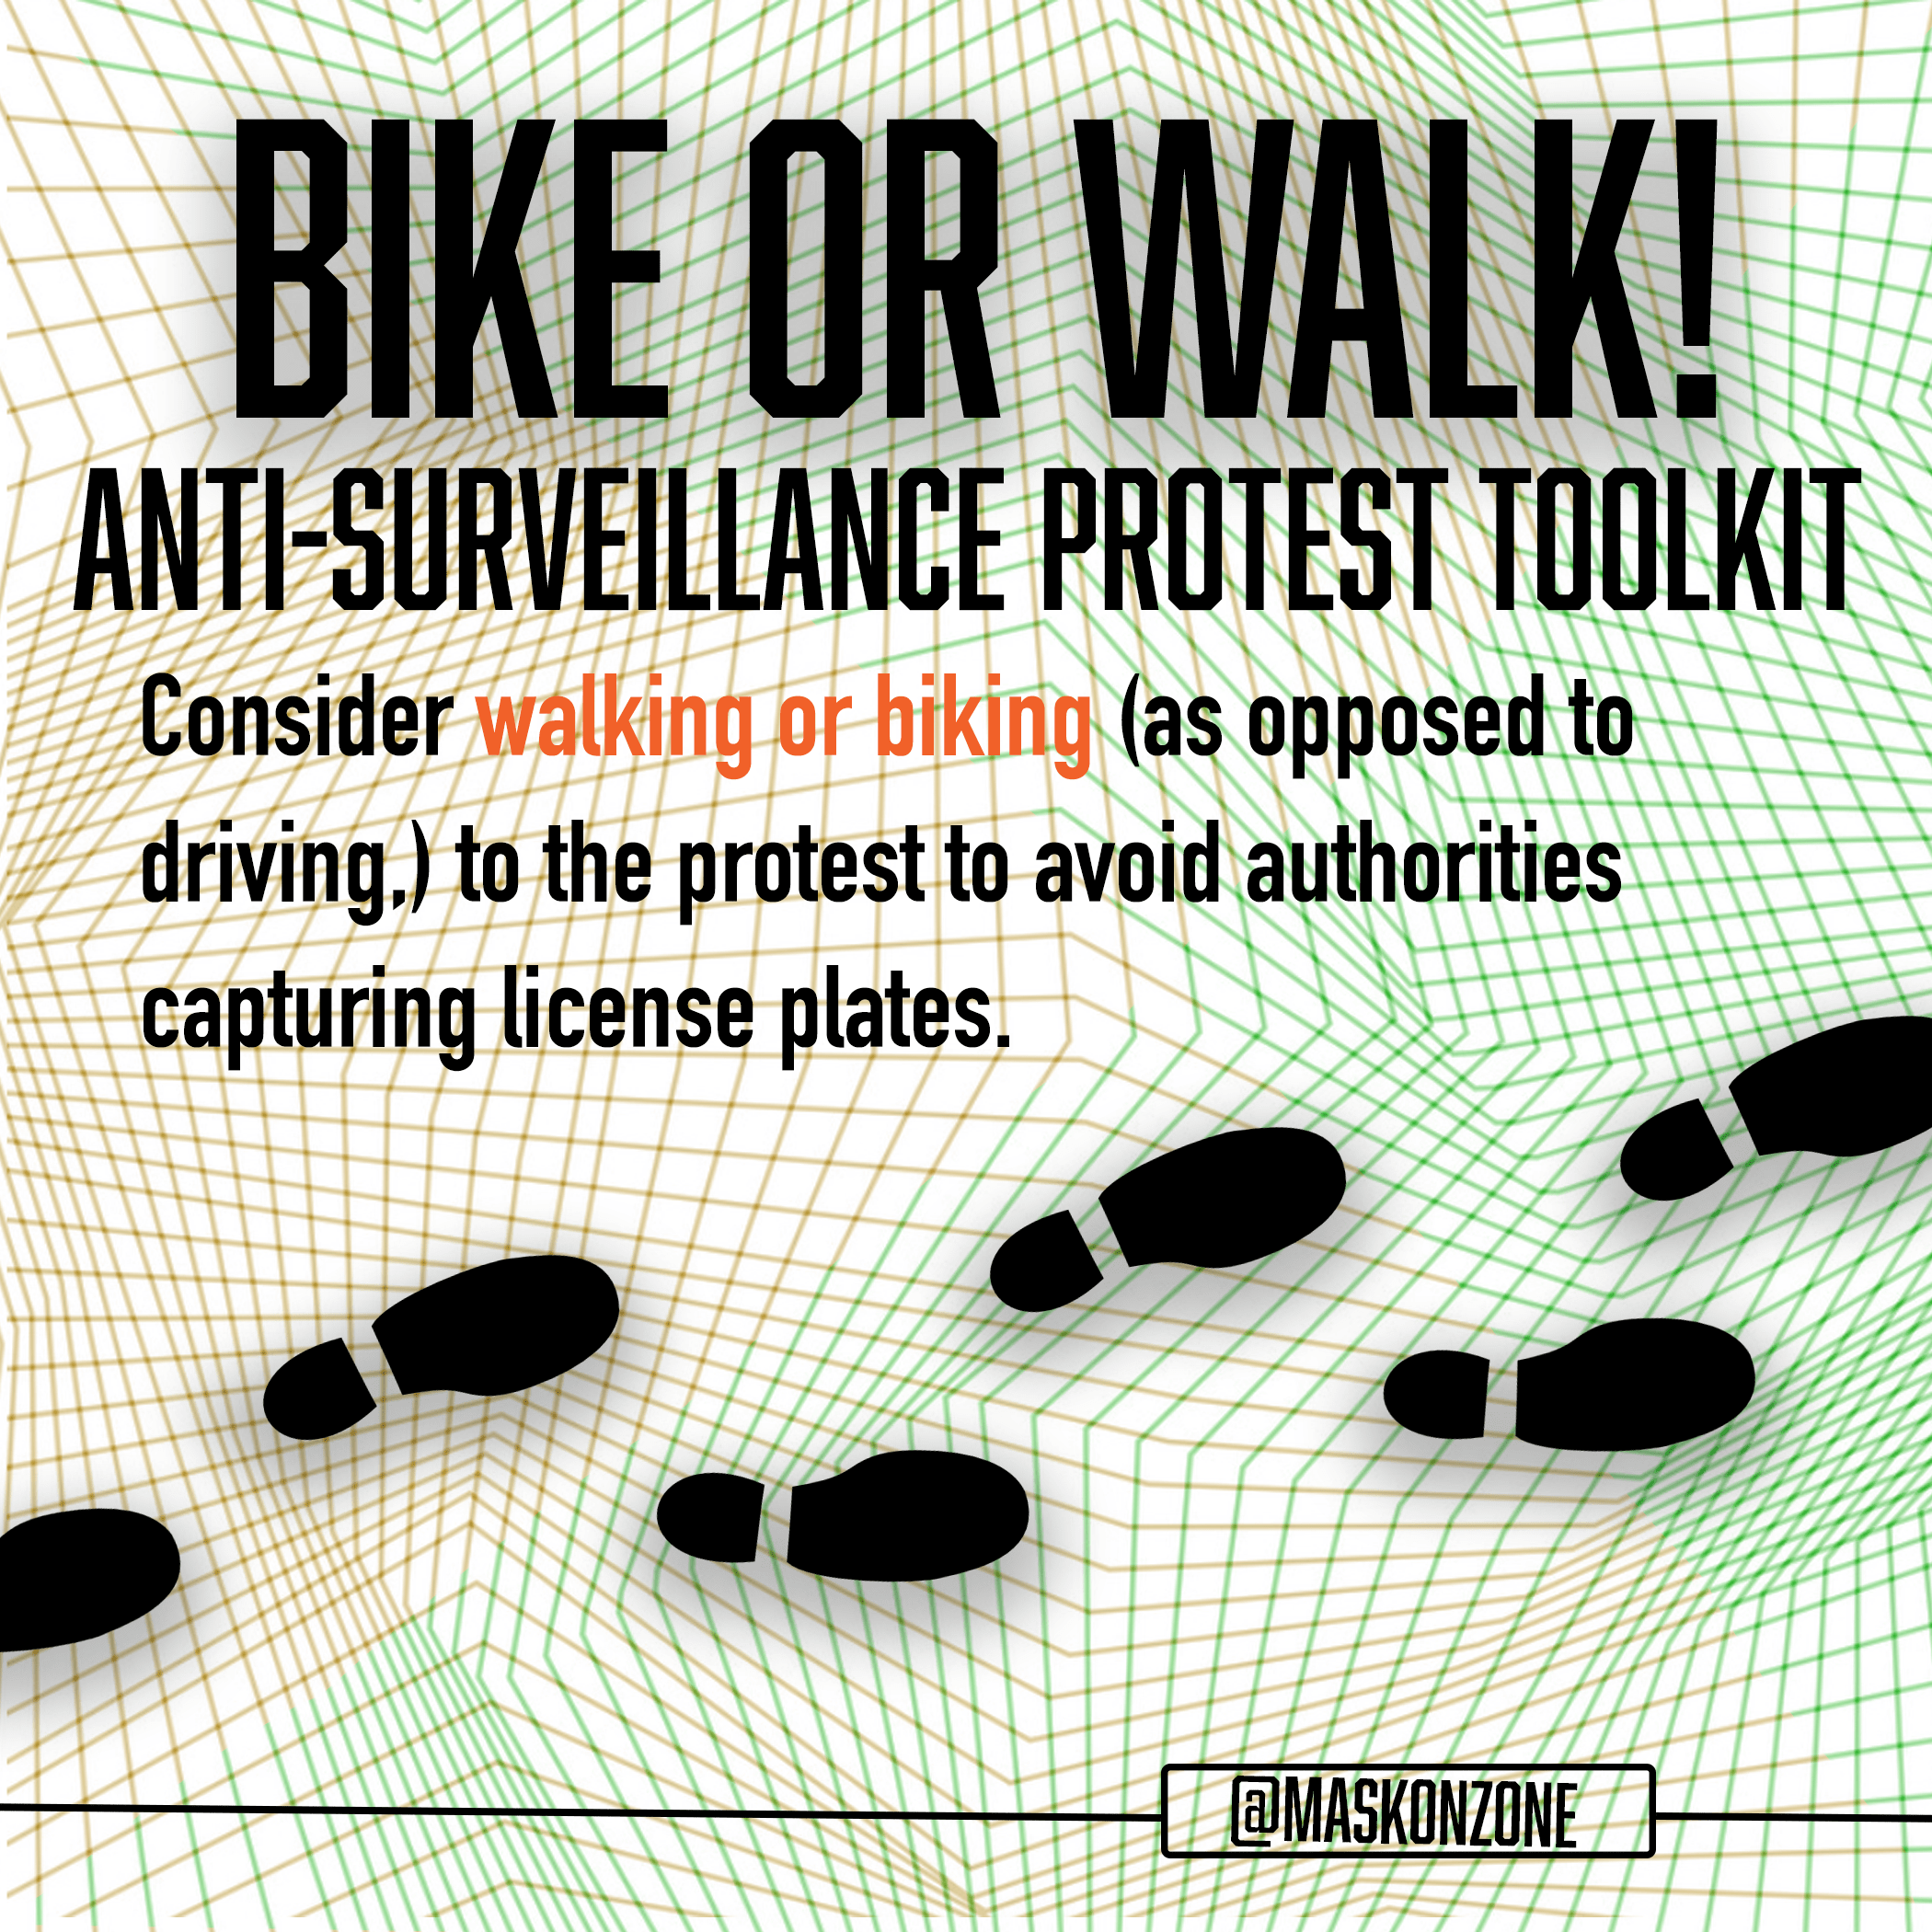 BIKE OR WALK!
ANTI-SURVEILLANCE PROTEST TOOLKIT
Consider walking or biking (as opposed to
driving,) to the protest to avoid authorities
capturing license plates.
@MASKONZONE